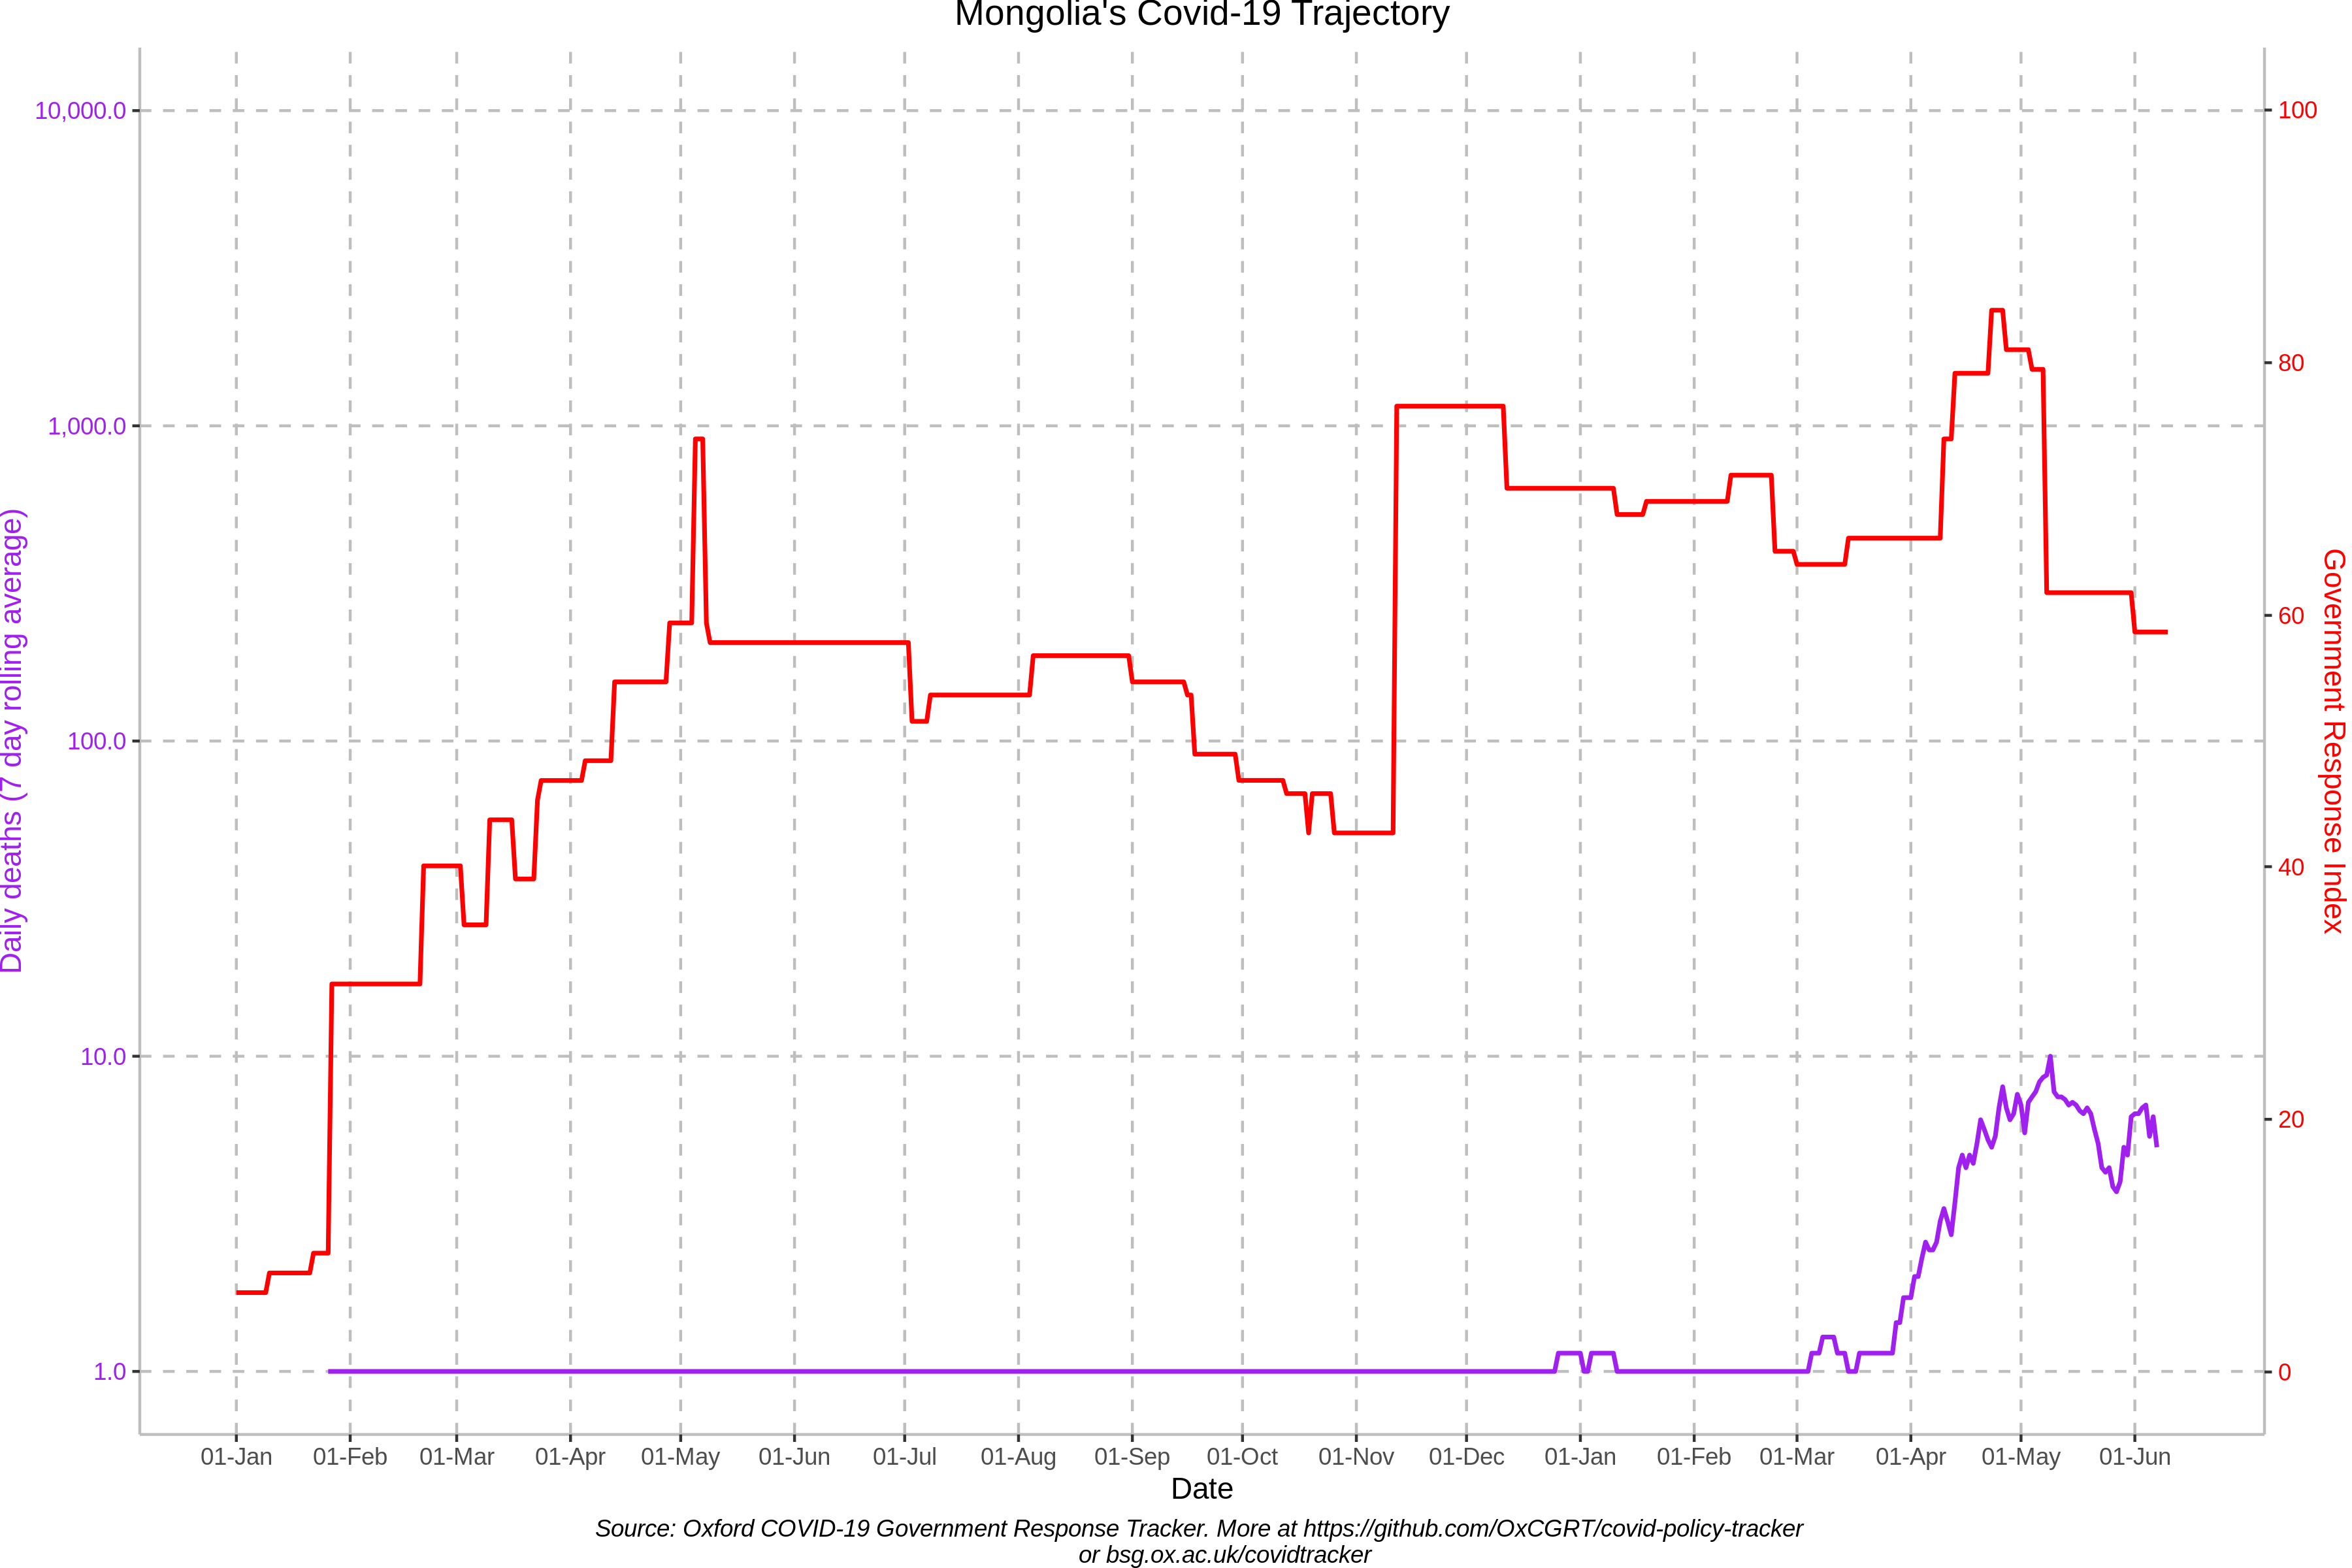 Mongolia's Covid-19 Trajectory
10,000.0
1,000.0
100.0
10.0
1.0
Daily deaths (7 day rolling average)
100
80
60
40
20
0
Government Response Index
01-Jan 01-Feb 01-Mar 01-Apr 01-May 01-Jun 01-Jul 01-Aug 01-Sep 01-Oct 01-Nov 01-Dec 01-Jan 01-Feb 01-Mar 01-Apr 01-May 01-Jun
Date
Source: Oxford COVID-19 Government Response Tracker. More at https://github.com/OxCGRT/covid-policy-tracker
or bsg.ox.ac.uk/covidtracker